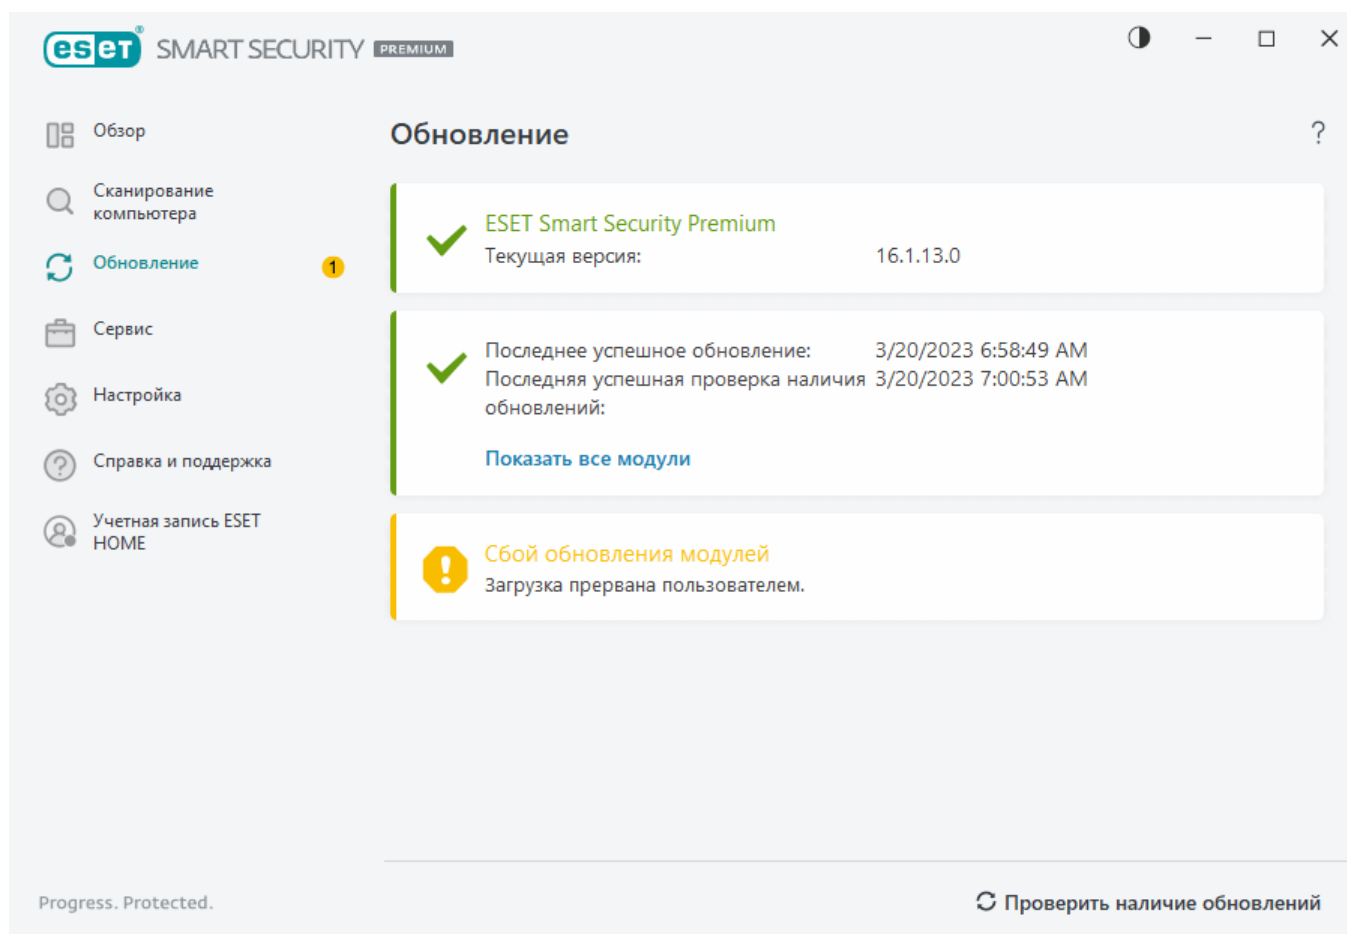 eset® SMART SECURITY PREMIUM
Обзор
Сканирование
компьютера
Обновление 1
Сервис
Настройка
Справка и поддержка
Учетная запись ESET
HOME
Обновление ?
ESET Smart Security Premium
Текущая версия: 16.1.13.0
Последнее успешное обновление: 3/20/2023 6:58:49 AM
Последняя успешная проверка наличия 3/20/2023 7:00:53 AM
обновлений:
Показать все модули
Сбой обновления модулей
Загрузка прервана пользователем.
Progress. Protected.
Проверить наличие обновлений